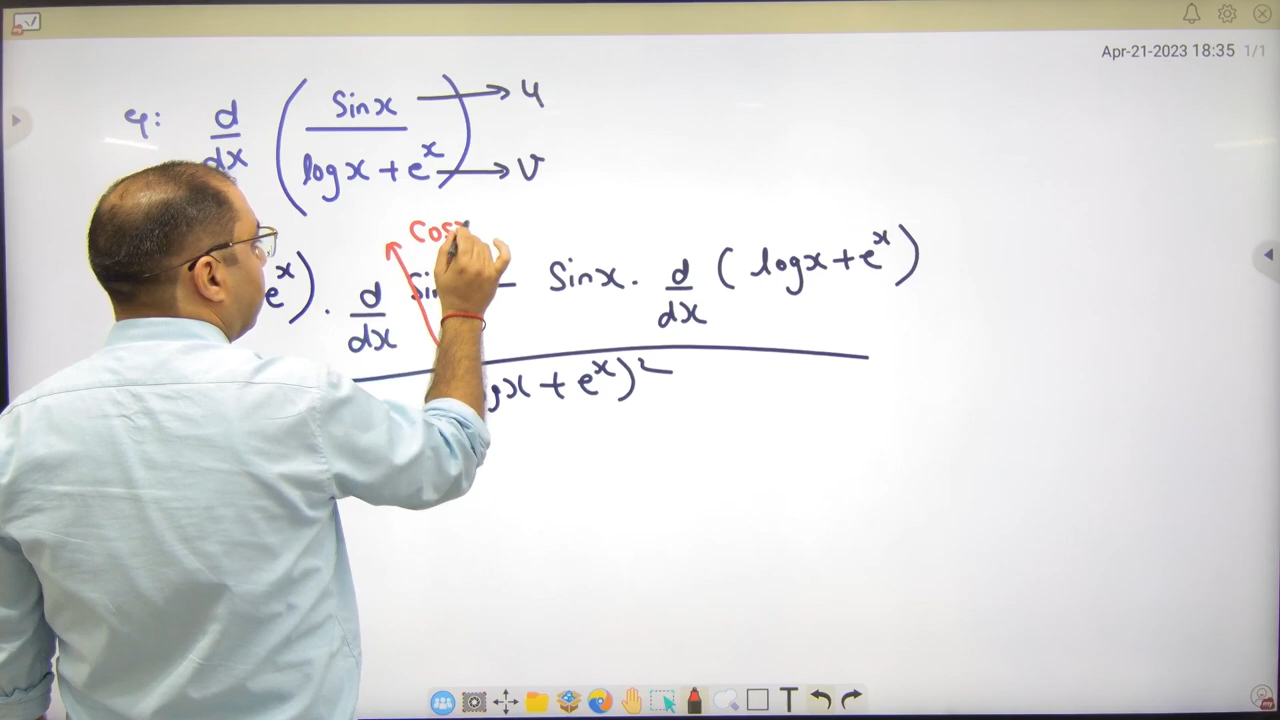 Apr-21-2023 18:35 1/1
q: d/dx (Sinx / logx + e^x) → u → v
e^x) . d/dx Sin – Sinx . d/dx (logx + e^x)
Cosx
gx + e^x)^2
T